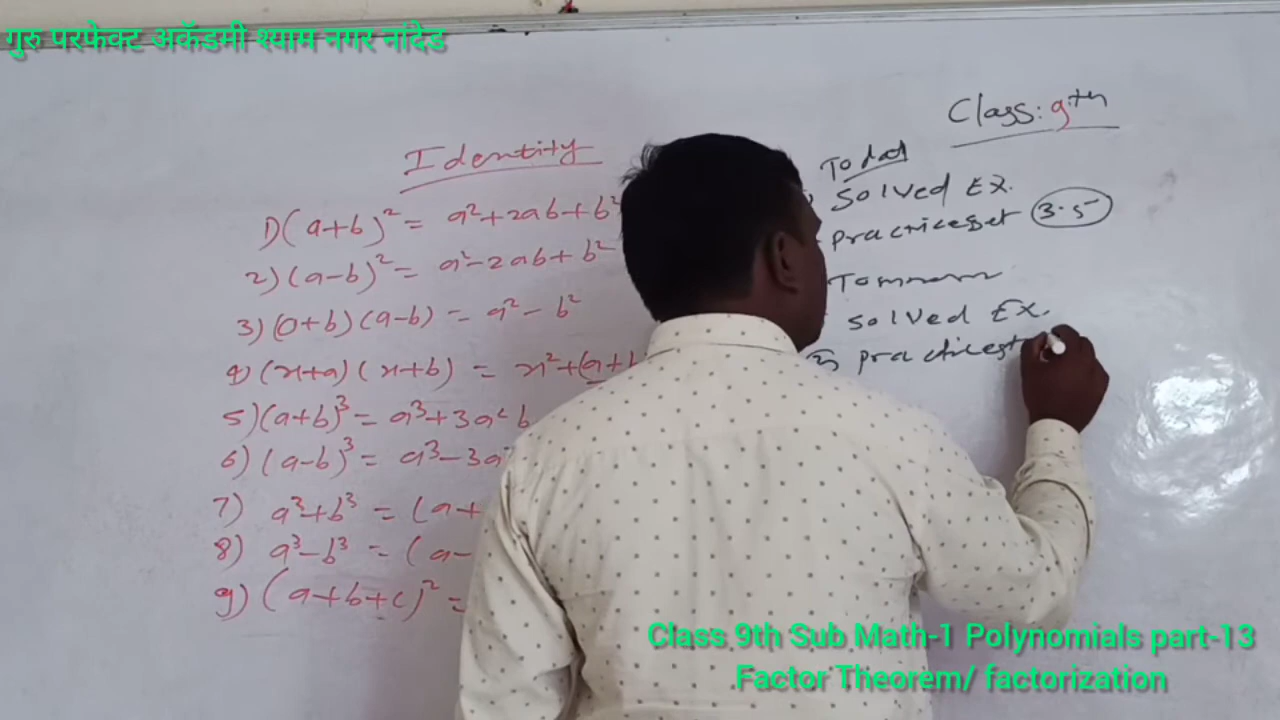 गुरु परफेक्ट अकॅडमी श्याम नगर नांदेड
Class: 9th
Identity
1) (a+b)² = a²+2ab+b²
2) (a-b)² = a²-2ab+b²
3) (a+b) (a-b) = a² - b²
4) (x+a) (x+b) = x²+(a+b
5) (a+b)³ = a³+3a²b
6) (a-b)³ = a³-3a
7) a³+b³ = (a+
8) a³-b³ = (a-
9) (a+b+c)² =
Solved Ex.
practiceset 3.5
solved Ex.
2) practicest
Class 9th Sub Math-1 Polynomials part-13
Factor Theorem/ factorization